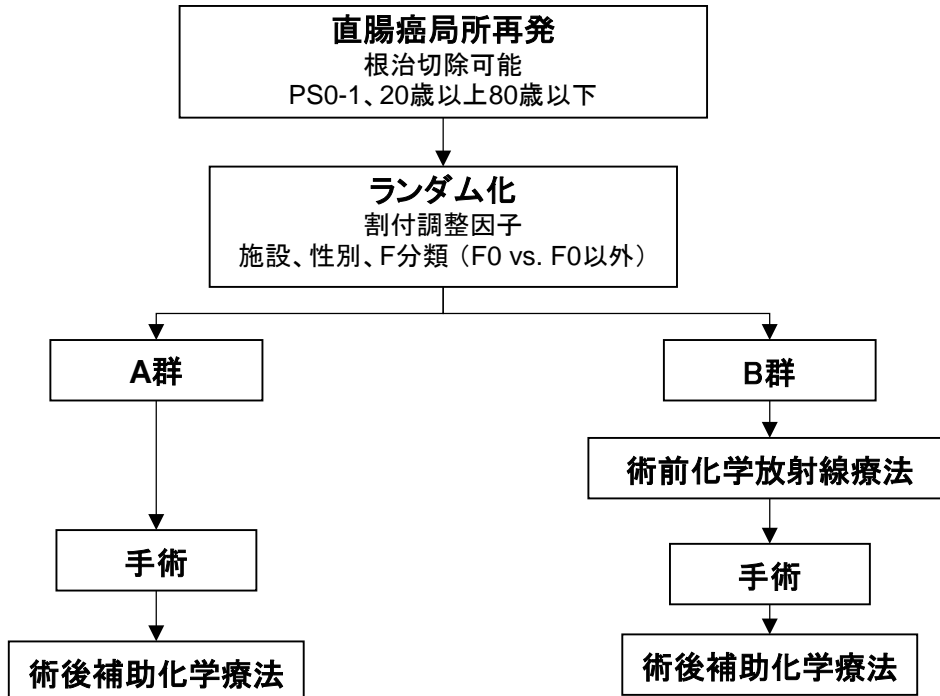 直腸癌局所再発
根治切除可能
PS0-1、20歳以上80歳以下
ランダム化
割付調整因子
施設、性別、F分類（F0 vs. F0以外）
A群
B群
術前化学放射線療法
手術
手術
術後補助化学療法
術後補助化学療法